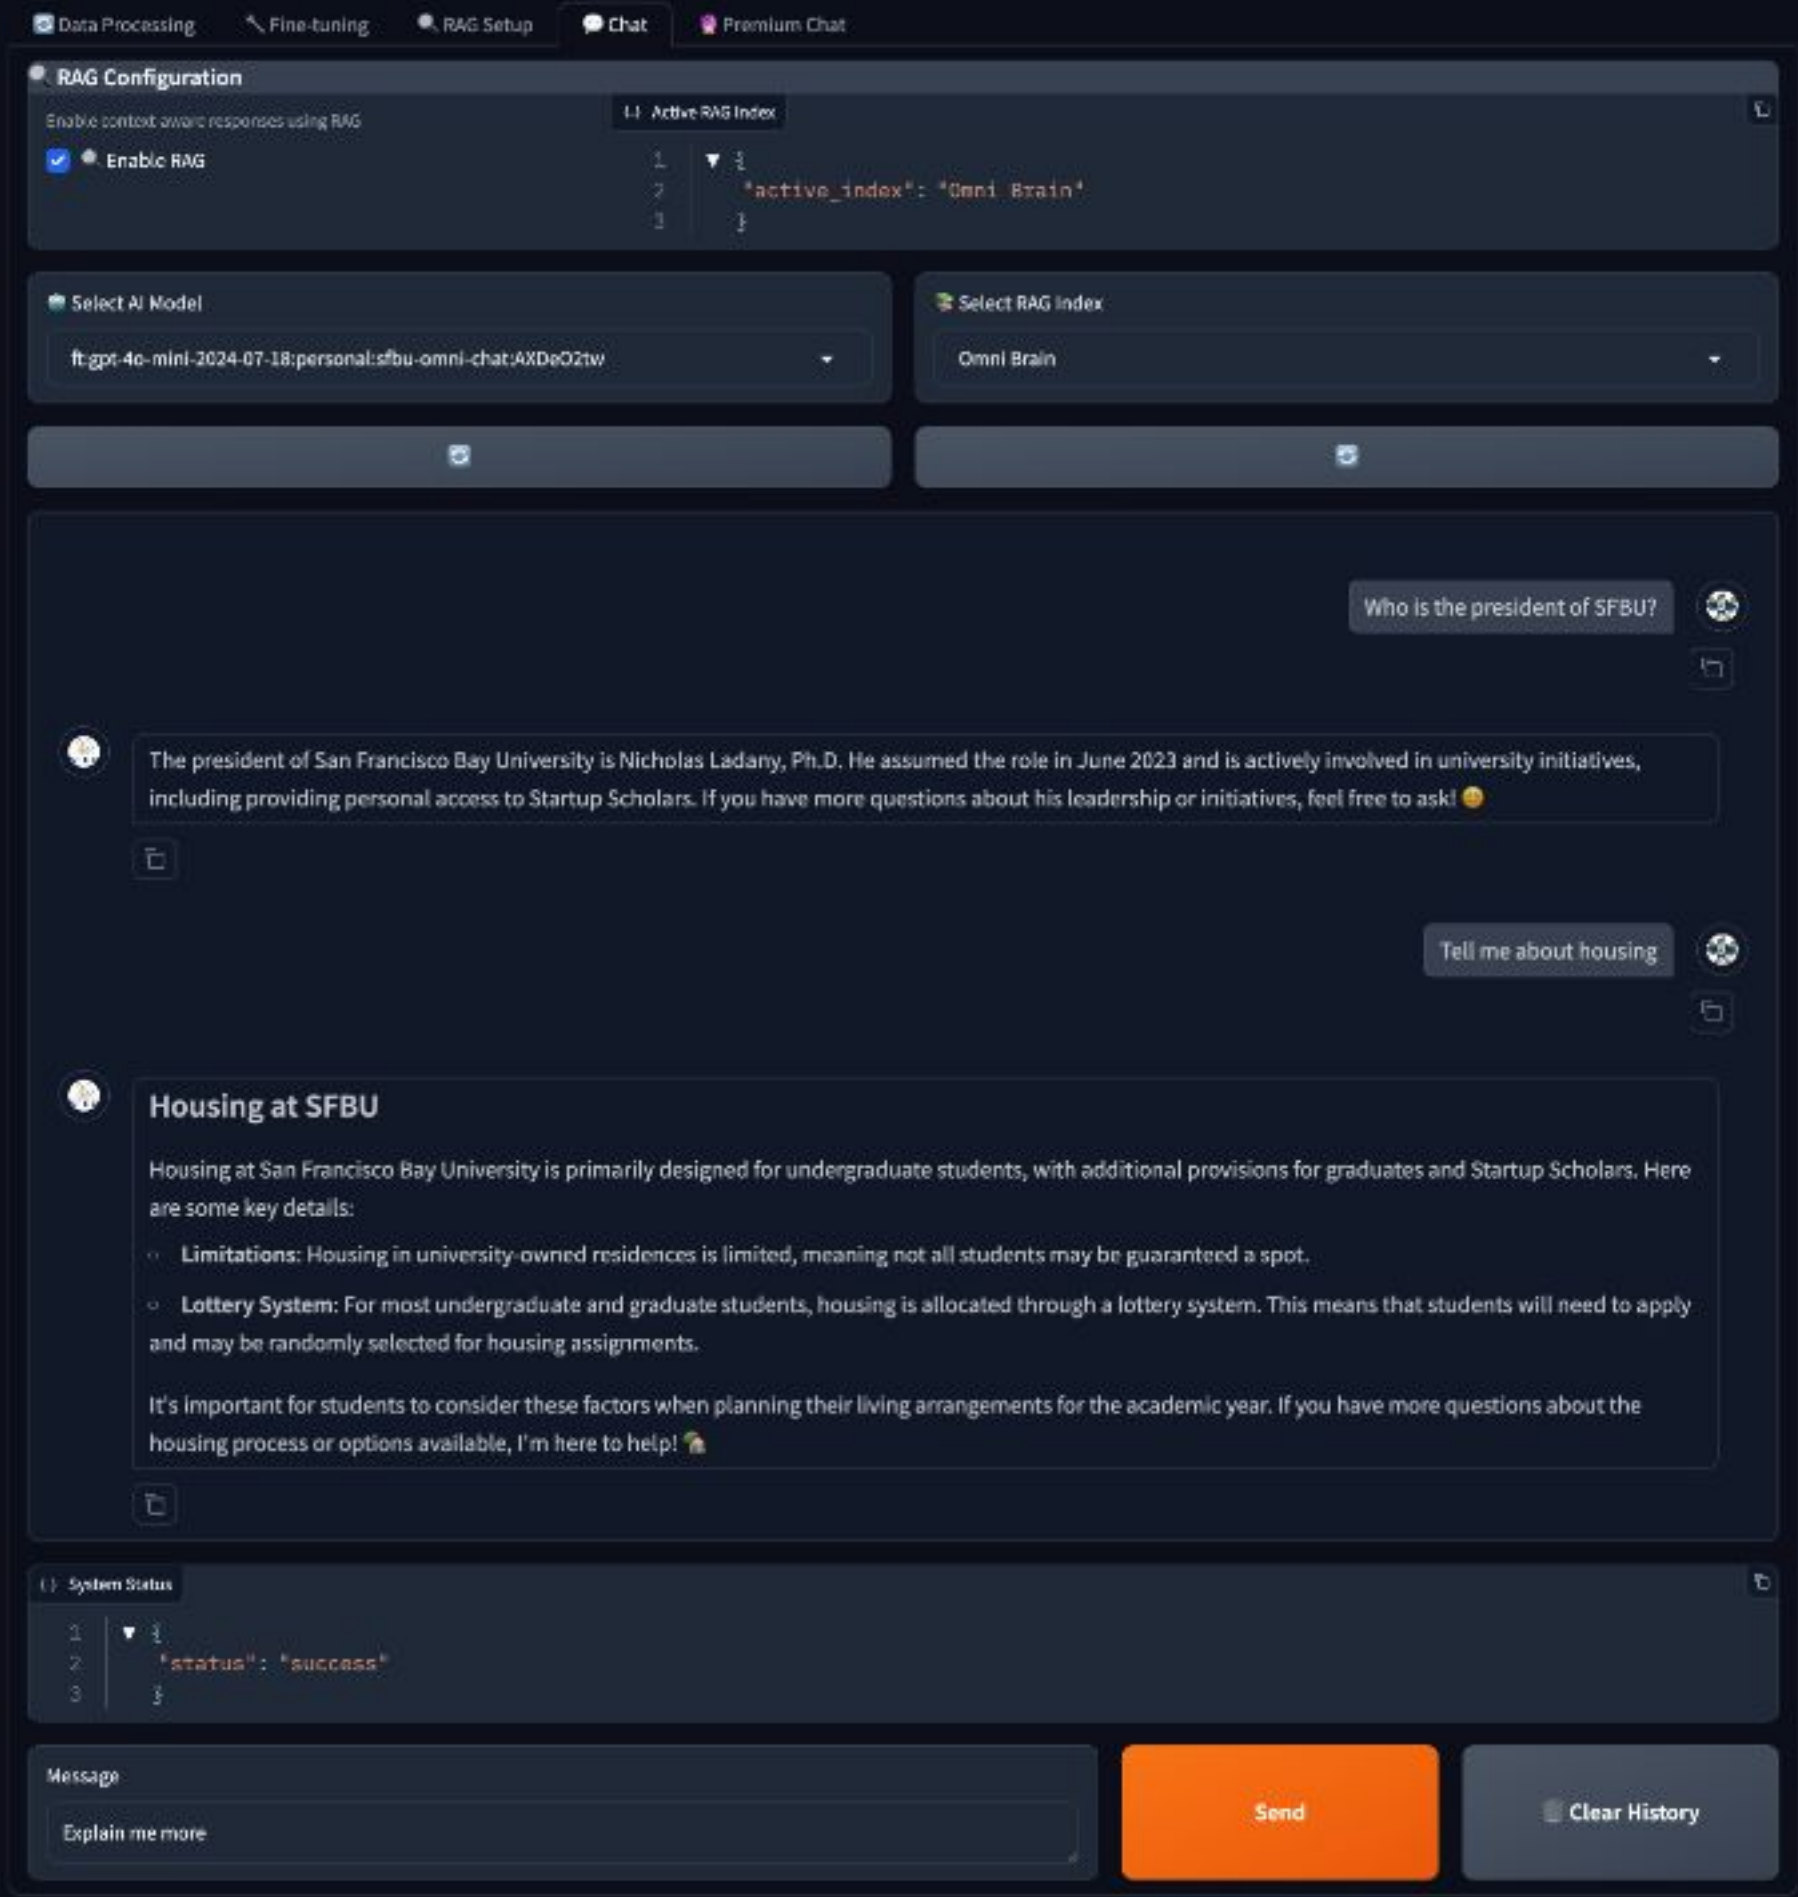 Data Processing
Fine-tuning
RAG Setup
Chat
Premium Chat
RAG Configuration
Enable context aware responses using RAG
Enable RAG
Active RAG Index
1 {
2 "active_index": "Omni Brain"
3 }
Select AI Model
ft:gpt-4o-mini-2024-07-18:personal:sfbu-omni-chat:AXDeO2tw
Select RAG Index
Omni Brain
Who is the president of SFBU?
The president of San Francisco Bay University is Nicholas Ladany, Ph.D. He assumed the role in June 2023 and is actively involved in university initiatives,
including providing personal access to Startup Scholars. If you have more questions about his leadership or initiatives, feel free to ask! 😊
Tell me about housing
Housing at SFBU
Housing at San Francisco Bay University is primarily designed for undergraduate students, with additional provisions for graduates and Startup Scholars. Here
are some key details:
Limitations: Housing in university-owned residences is limited, meaning not all students may be guaranteed a spot.
Lottery System: For most undergraduate and graduate students, housing is allocated through a lottery system. This means that students will need to apply
and may be randomly selected for housing assignments.
It's important for students to consider these factors when planning their living arrangements for the academic year. If you have more questions about the
housing process or options available, I'm here to help! 🏡
{} System Status
1 {
2 "status": "success"
3 }
Message
Explain me more
Send
Clear History